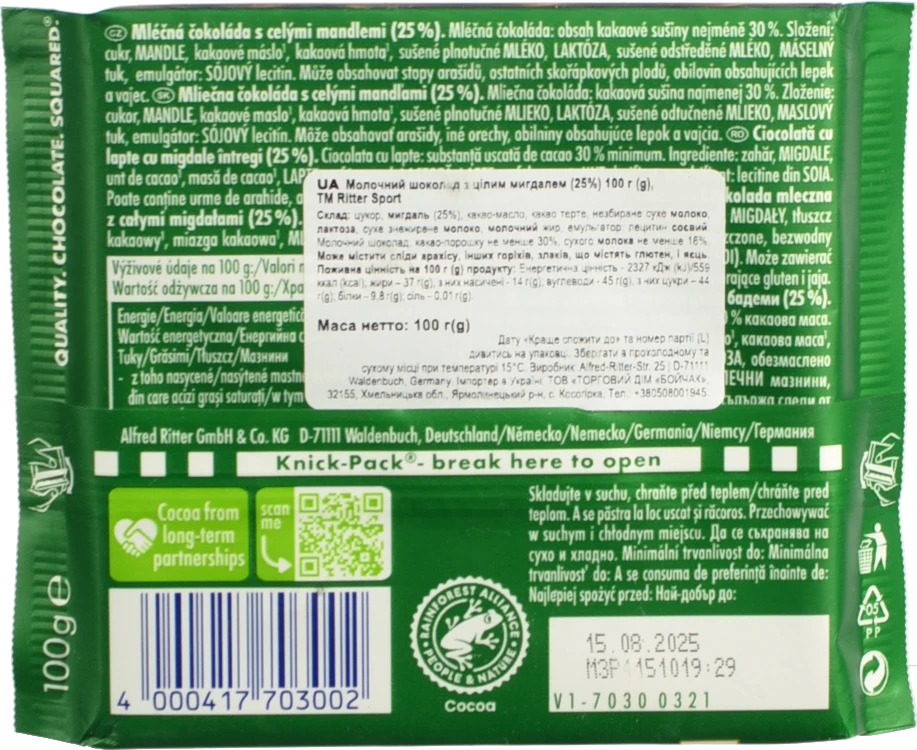 CZ Mléčná čokoláda s celými mandlemi (25 %). Mléčná čokoláda: obsah kakaové sušiny nejméně 30 %. Složení:
cukr, MANDLE, kakaové máslo¹, kakaová hmota¹, sušené plnotučné MLÉKO, LAKTÓZA, sušené odstředěné MLÉKO, MÁSELNÝ
tuk, emulgátor: SÓJOVÝ lecitin. Může obsahovat stopy arašídů, ostatních skořápkových plodů, obilovin obsahujících lepek
a vajec. SK Mliečna čokoláda s celými mandľami (25 %). Mliečna čokoláda: kakaová sušina najmenej 30 %. Zloženie:
cukor, MANDLE, kakaové maslo¹, kakaová hmota¹, sušené plnotučné MLIEKO, LAKTÓZA, sušené odtučnené MLIEKO, MASLOVÝ
tuk, emulgátor: SÓJOVÝ lecitín. Môže obsahovať arašidy, iné orechy, obilniny obsahujúce lepok a vajcia. RO Ciocolată cu
lapte cu migdale întregi (25 %). Ciocolata cu lapte: substanță uscată de cacao 30 % minimum. Ingrediente: zahăr, MIGDALE,
unt de cacao¹, masă de cacao¹, LAPT
lecitine din SOIA.
Poate conține urme de arahide,
kolada mleczna
z całymi migdałami (25 %).
MIGDAŁY, tłuszcz
kakaowy¹, miazga kakaowa¹, ML
czone, bezwodny
Może zawierać
rające gluten i jaja.
бадеми (25 %).
% какаова маса.
какаова маса¹,
ЗА, обезмаслено
ЛЕЧНИ мазнини,
UA Молочний шоколад з цілим мигдалем (25%) 100 г (g),
ТМ Ritter Sport
Склад: цукор, мигдаль (25%), какао-масло, какао терте, незбиране сухе молоко,
лактоза, сухе знежирене молоко, молочний жир, емульгатор: лецитин соєвий.
Молочний шоколад, какао-порошку не менше 30%, сухого молока не менше 18%.
Може містити сліди арахісу, інших горіхів, злаків, що містять глютен, і яєць.
Поживна цінність на 100 г (g) продукту: Енергетична цінність - 2327 кДж (kJ)/559
ккал (kcal); жири – 37 г(g), з них насичені - 14 г(g); вуглеводи - 45 г(g), з них цукри – 44
г(g); білки - 9,8 г(g); сіль - 0,01 г(g).
Маса нетто: 100 г(g)
Дату «Краще спожити до» та номер партії (L)
дивитись на упаковці. Зберігати в прохолодному та
сухому місці при температурі 15°С. Виробник: Alfred-Ritter-Str. 25 | D-71111
Waldenbuch, Germany. Імпортер в Україні: ТОВ «ТОРГОВИЙ ДІМ «БОЙЧАК»,
32155, Хмельницька обл., Ярмолинецький р-н, с. Косогірка, Тел.: +380508001945.
Výživové údaje na 100 g:/Valori n
Wartość odżywcza na 100 g:/Хра
Energie/Energia/Valoare energetică
Wartość energetyczna/Енергийна с
Tuky/Grăsimi/Tłuszcz/Мазнини
- z toho nasycené/nasýtené mastne
din care acizi grași saturați/w tym
Alfred Ritter GmbH & Co. KG D-71111 Waldenbuch, Deutschland/Německo/Nemecko/Germania/Niemcy/Германия
Knick-Pack®- break here to open
QUALITY. CHOCOLATE. SQUARED.®
100g e
Cocoa from
long-term
partnerships
scan
me
Skladujte v suchu, chraňte před teplem/chráňte pred
teplom. A se păstra la loc uscat și răcoros. Przechowywać
w suchym i chłodnym miejscu. Да се съхранява на
сухо и хладно. Minimální trvanlivost do: Minimálna
trvanlivosť do: A se consuma de preferință înainte de:
Najlepiej spożyć przed: Най-добър до:
4 000417 703002
RAINFOREST ALLIANCE
• PEOPLE & NATURE •
Cocoa
15.08.2025
M3P 151019:29
V1-7030 0321
05
PP